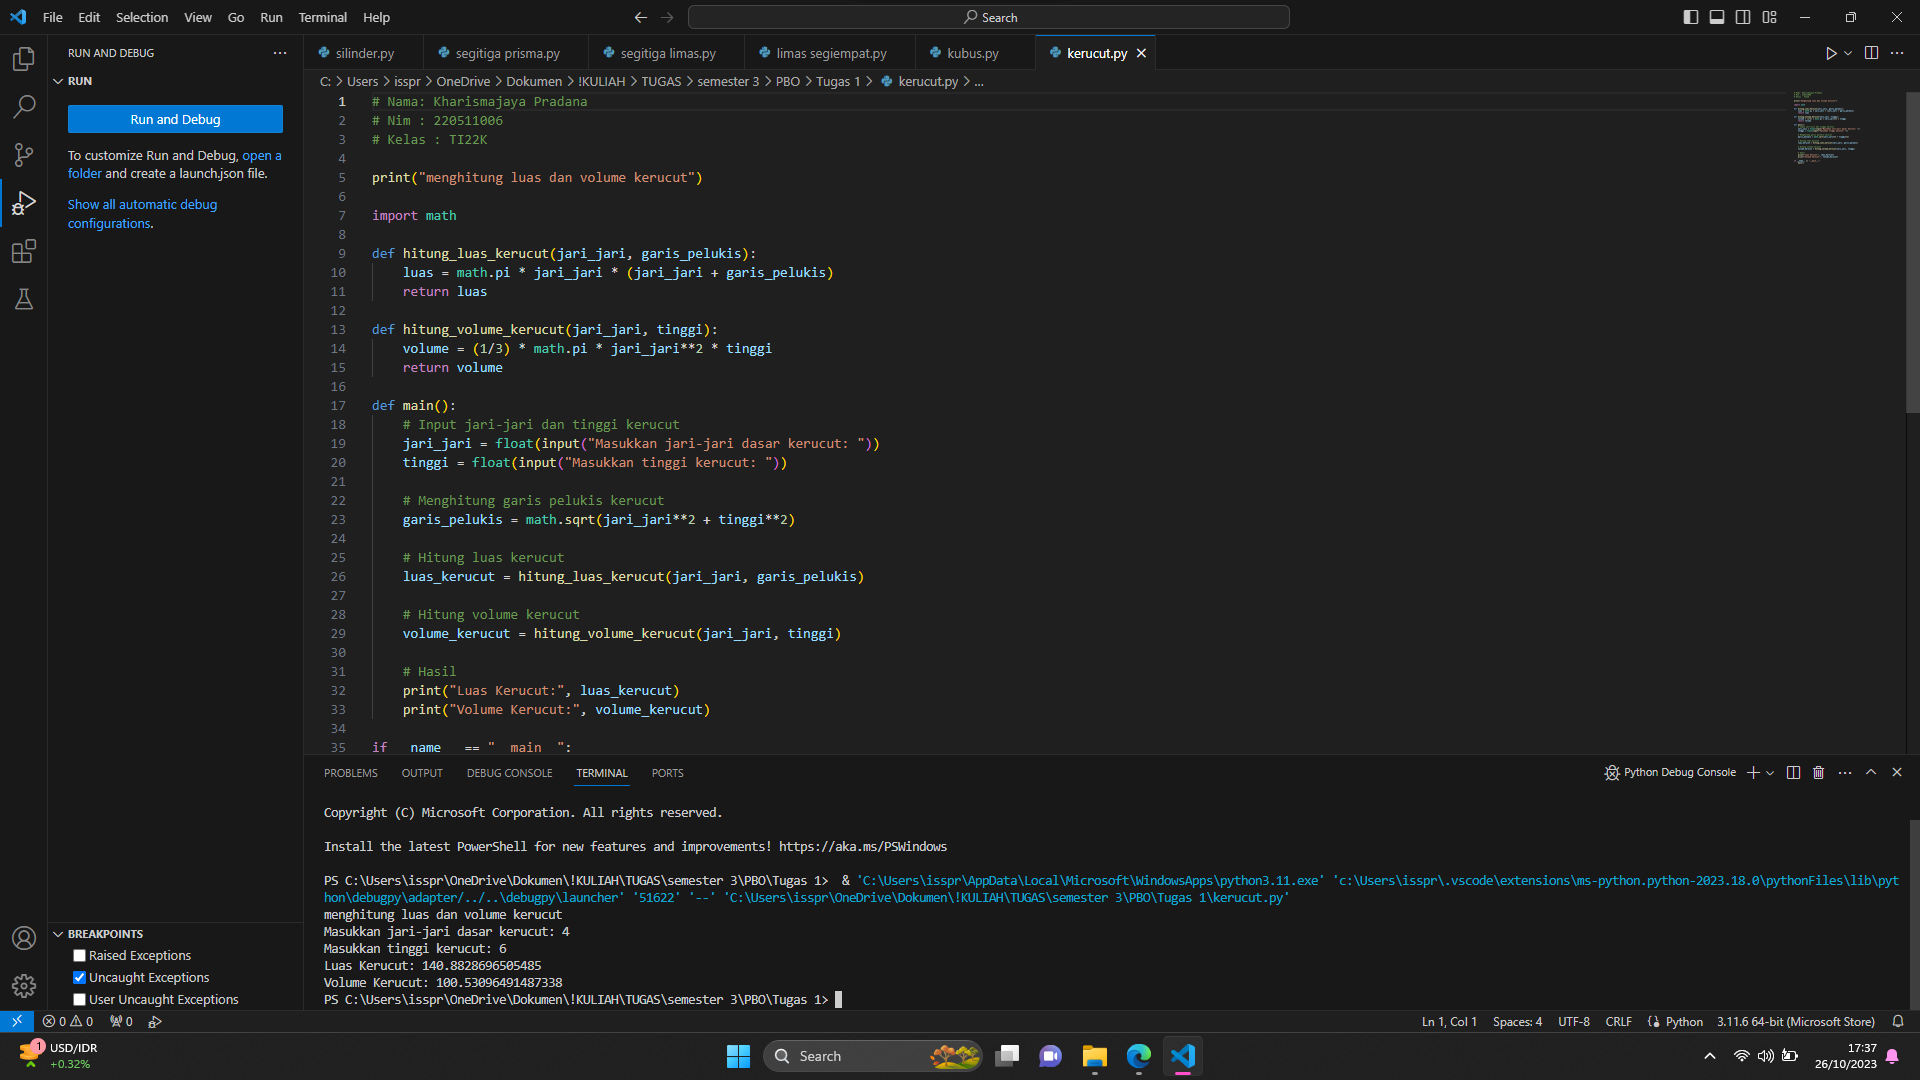 File Edit Selection View Go Run Terminal Help
Search
RUN AND DEBUG
RUN
Run and Debug
To customize Run and Debug, open a
folder and create a launch.json file.
Show all automatic debug
configurations.
silinder.py segitiga prisma.py segitiga limas.py limas segiempat.py kubus.py kerucut.py
C: > Users > isspr > OneDrive > Dokumen > !KULIAH > TUGAS > semester 3 > PBO > Tugas 1 > kerucut.py > ...
1 # Nama: Kharismajaya Pradana
2 # Nim : 220511006
3 # Kelas : TI22K
4
5 print("menghitung luas dan volume kerucut")
6
7 import math
8
9 def hitung_luas_kerucut(jari_jari, garis_pelukis):
10 luas = math.pi * jari_jari * (jari_jari + garis_pelukis)
11 return luas
12
13 def hitung_volume_kerucut(jari_jari, tinggi):
14 volume = (1/3) * math.pi * jari_jari**2 * tinggi
15 return volume
16
17 def main():
18 # Input jari-jari dan tinggi kerucut
19 jari_jari = float(input("Masukkan jari-jari dasar kerucut: "))
20 tinggi = float(input("Masukkan tinggi kerucut: "))
21
22 # Menghitung garis pelukis kerucut
23 garis_pelukis = math.sqrt(jari_jari**2 + tinggi**2)
24
25 # Hitung luas kerucut
26 luas_kerucut = hitung_luas_kerucut(jari_jari, garis_pelukis)
27
28 # Hitung volume kerucut
29 volume_kerucut = hitung_volume_kerucut(jari_jari, tinggi)
30
31 # Hasil
32 print("Luas Kerucut:", luas_kerucut)
33 print("Volume Kerucut:", volume_kerucut)
34
35 if __name__ == "__main__":
PROBLEMS OUTPUT DEBUG CONSOLE TERMINAL PORTS
Python Debug Console
Copyright (C) Microsoft Corporation. All rights reserved.
Install the latest PowerShell for new features and improvements! https://aka.ms/PSWindows
PS C:\Users\isspr\OneDrive\Dokumen\!KULIAH\TUGAS\semester 3\PBO\Tugas 1> & 'C:\Users\isspr\AppData\Local\Microsoft\WindowsApps\python3.11.exe' 'c:\Users\isspr\.vscode\extensions\ms-python.python-2023.18.0\pythonFiles\lib\pyt
hon\debugpy\adapter/../..\debugpy\launcher' '51622' '--' 'C:\Users\isspr\OneDrive\Dokumen\!KULIAH\TUGAS\semester 3\PBO\Tugas 1\kerucut.py'
menghitung luas dan volume kerucut
Masukkan jari-jari dasar kerucut: 4
Masukkan tinggi kerucut: 6
Luas Kerucut: 140.8828696505485
Volume Kerucut: 100.53096491487338
PS C:\Users\isspr\OneDrive\Dokumen\!KULIAH\TUGAS\semester 3\PBO\Tugas 1>
BREAKPOINTS
Raised Exceptions
Uncaught Exceptions
User Uncaught Exceptions
0 0 0
Ln 1, Col 1 Spaces: 4 UTF-8 CRLF Python 3.11.6 64-bit (Microsoft Store)
1
USD/IDR
+0.32%
Search
17:37
26/10/2023